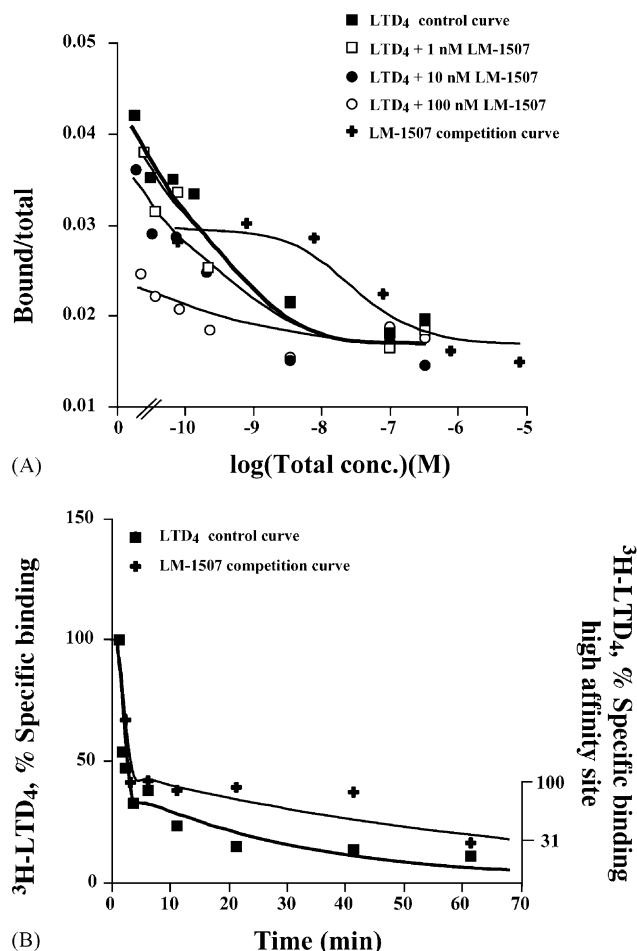 LTD4 control curve
LTD4 + 1 nM LM-1507
LTD4 + 10 nM LM-1507
LTD4 + 100 nM LM-1507
LM-1507 competition curve
0.05
0.04
0.03
0.02
0.01
Bound/total
0 -10 -9 -8 -7 -6 -5
log(Total conc.)(M)
(A)
150
100
50
0
³H-LTD4, % Specific binding
LTD4 control curve
LM-1507 competition curve
100
31
³H-LTD4, % Specific binding
high affinity site
0 10 20 30 40 50 60 70
Time (min)
(B)